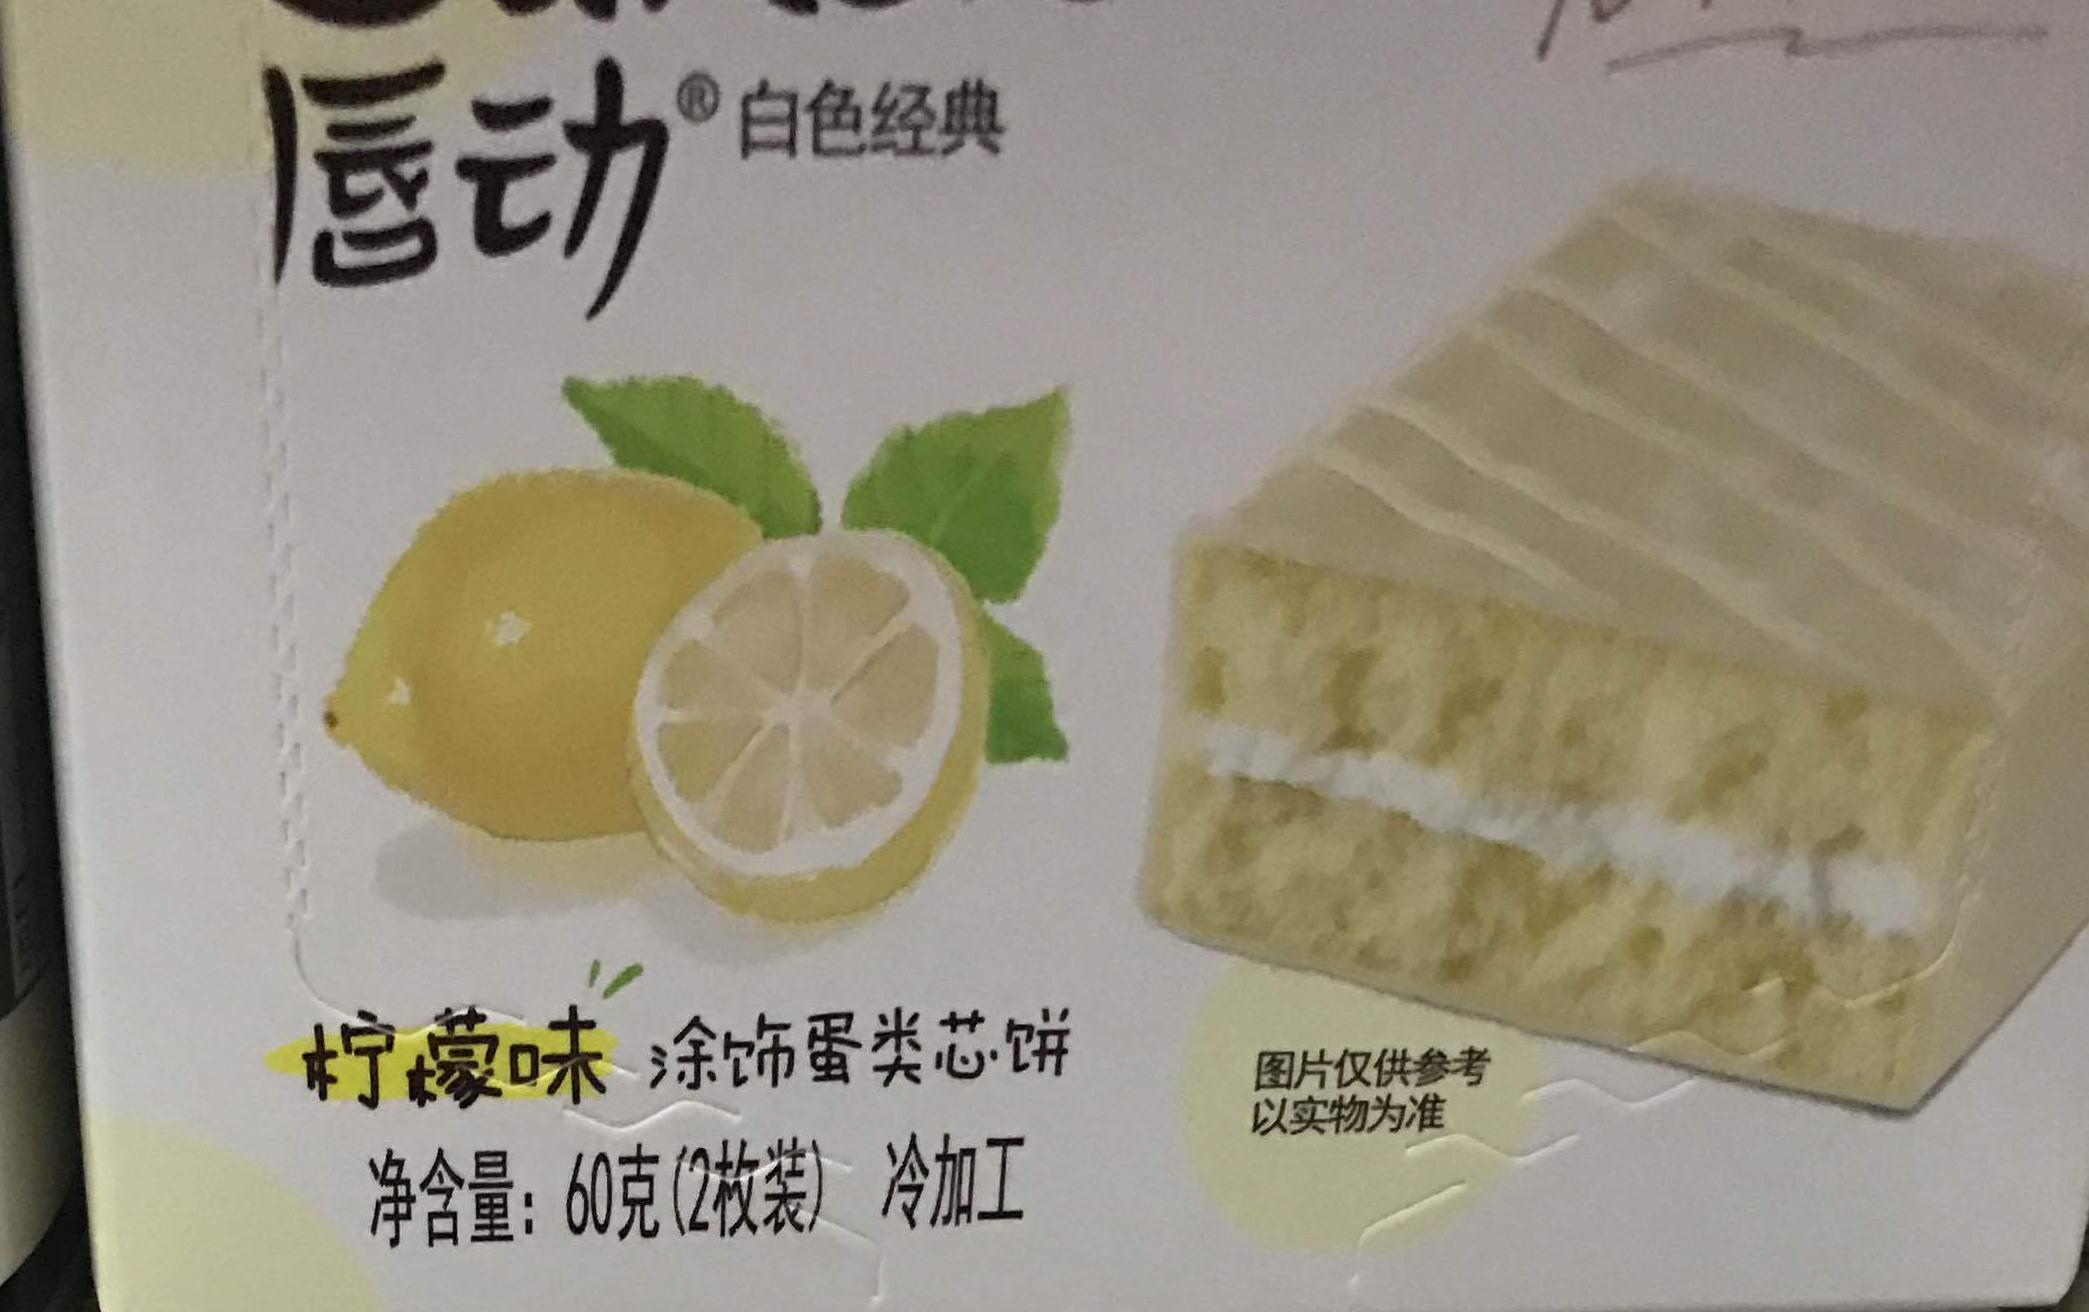 唇动® 白色经典
柠檬味 涂饰蛋类芯饼
净含量：60克(2枚装) 冷加工
图片仅供参考
以实物为准